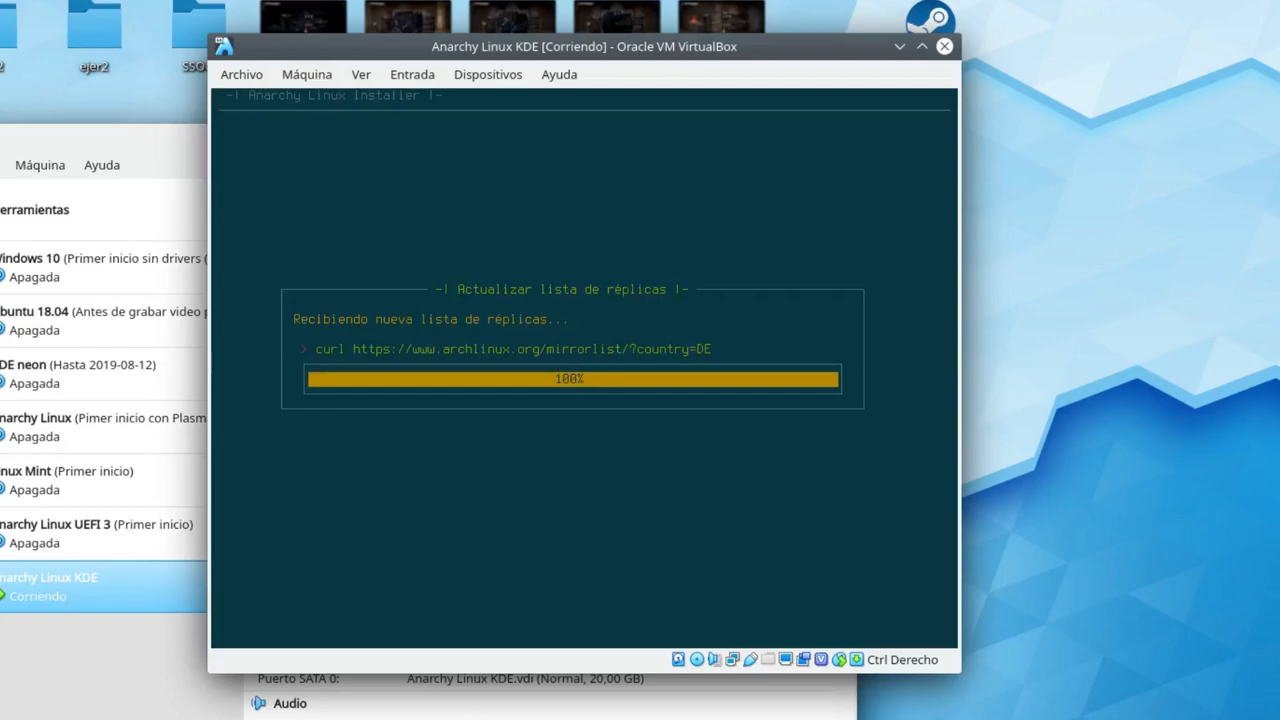 2
ejer2
SSO
Anarchy Linux KDE [Corriendo] - Oracle VM VirtualBox
Archivo Máquina Ver Entrada Dispositivos Ayuda
-| Anarchy Linux Installer |-
Máquina Ayuda
erramientas
indows 10 (Primer inicio sin drivers (
Apagada
buntu 18.04 (Antes de grabar video p
Apagada
DE neon (Hasta 2019-08-12)
Apagada
narchy Linux (Pimer inicio con Plasm
Apagada
nux Mint (Primer inicio)
Apagada
narchy Linux UEFI 3 (Primer inicio)
Apagada
narchy Linux KDE
Corriendo
-| Actualizar lista de réplicas |-
Recibiendo nueva lista de réplicas...
> curl https://www.archlinux.org/mirrorlist/?country=DE
100%
Ctrl Derecho
Puerto SATA 0: Anarchy Linux KDE.vdi (Normal, 20,00 GB)
Audio